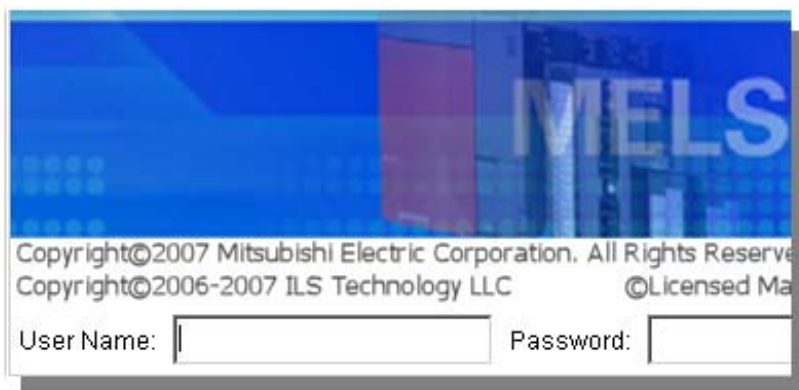 MELS
Copyright©2007 Mitsubishi Electric Corporation. All Rights Reserve
Copyright©2006-2007 ILS Technology LLC ©Licensed Ma
User Name: Password: